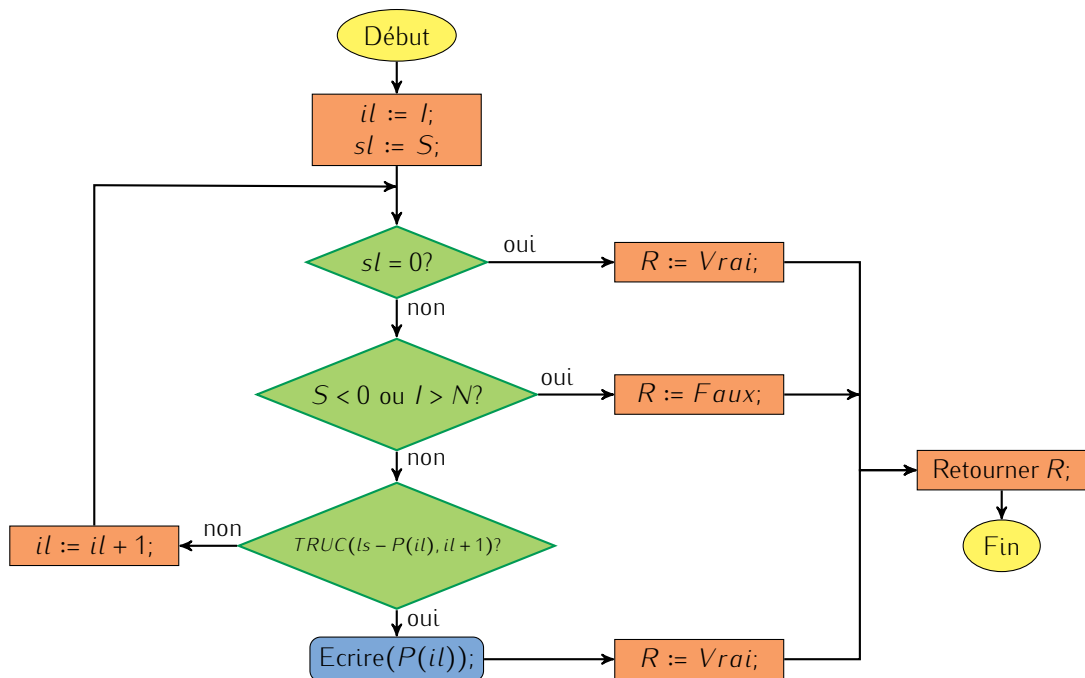 Début
il := I;
sl := S;
sl = 0?
oui
R := Vrai;
non
S < 0 ou I > N?
oui
R := Faux;
non
Retourner R;
il := il + 1;
non
TRUC(ls − P(il), il + 1)?
Fin
oui
Ecrire(P(il));
R := Vrai;